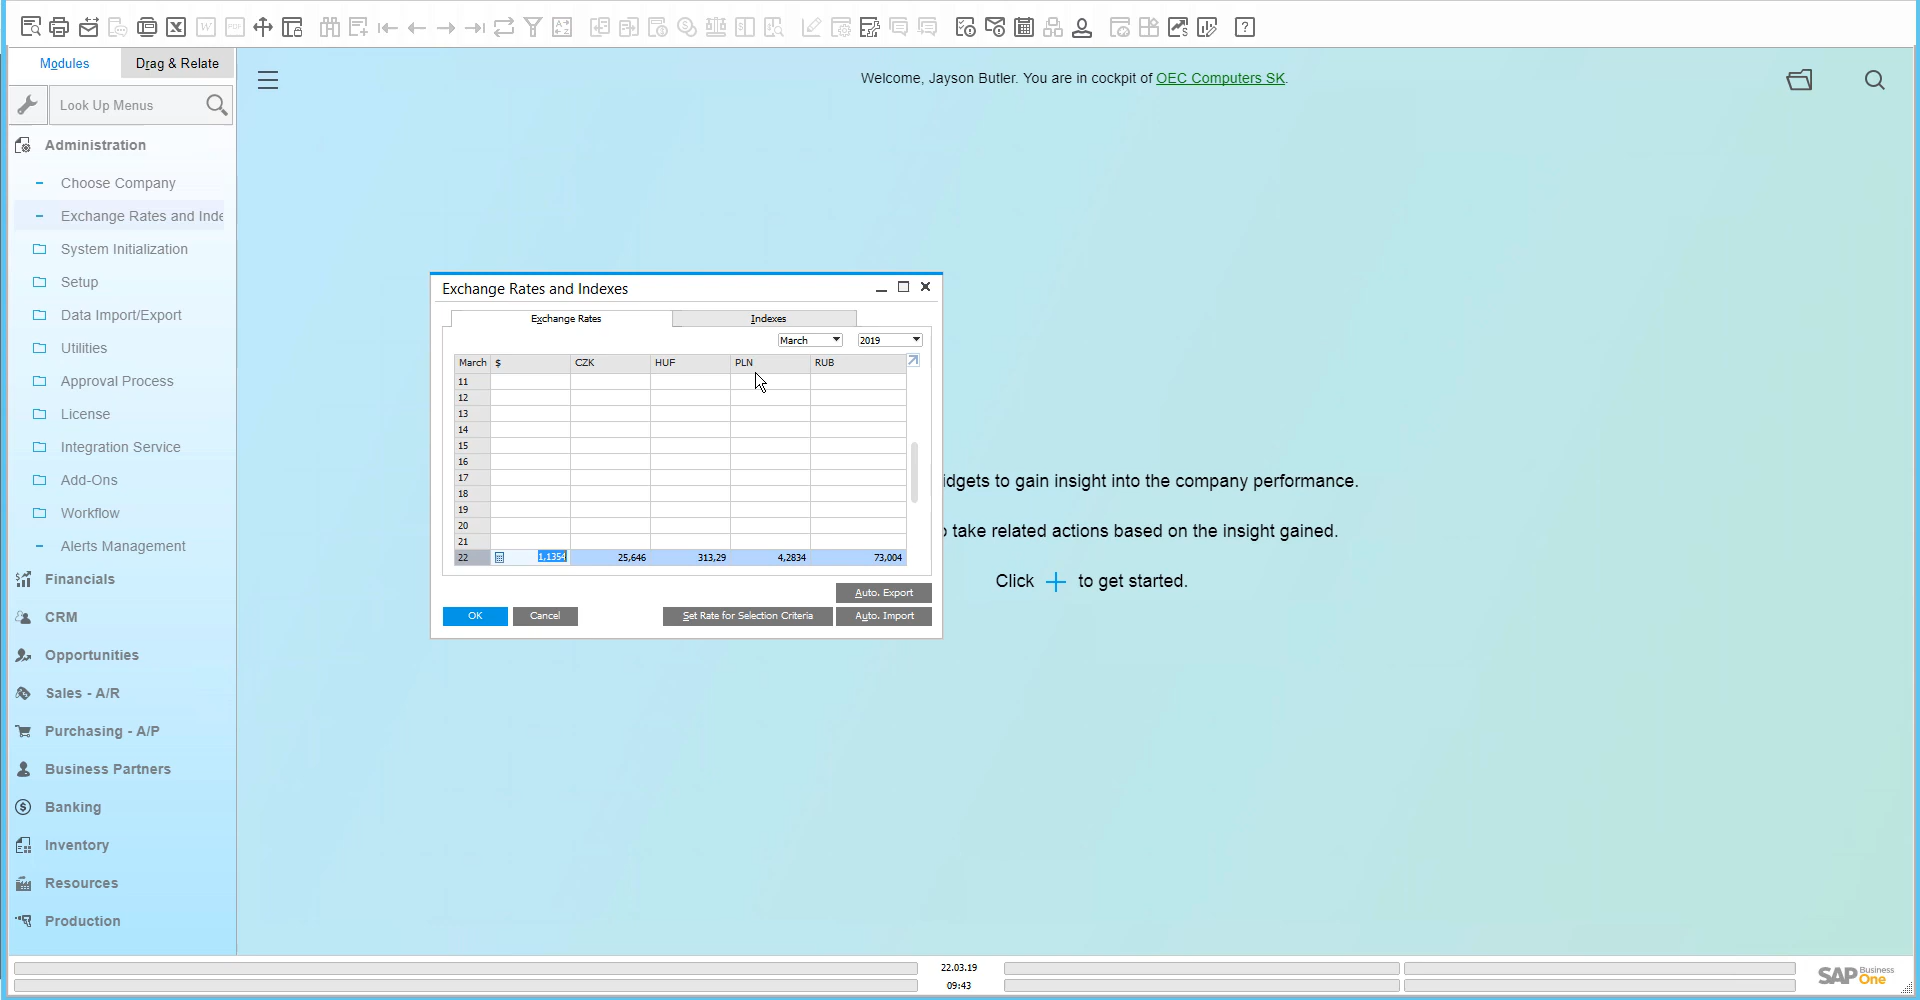 Modules
Drag & Relate
Look Up Menus
Welcome, Jayson Butler. You are in cockpit of OEC Computers SK.
Administration
Choose Company
Exchange Rates and Inde
System Initialization
Setup
Data Import/Export
Utilities
Approval Process
License
Integration Service
Add-Ons
Workflow
Alerts Management
Financials
CRM
Opportunities
Sales - A/R
Purchasing - A/P
Business Partners
Banking
Inventory
Resources
Production
Exchange Rates and Indexes
Exchange Rates
Indexes
March 2019
March $ CZK HUF PLN RUB
11
12
13
14
15
16
17
18
19
20
21
22 1,1354 25,646 313,29 4,2834 73,004
Auto. Export
OK Cancel Set Rate for Selection Criteria Auto. Import
idgets to gain insight into the company performance.
take related actions based on the insight gained.
Click + to get started.
22.03.19
09:43
SAP Business One